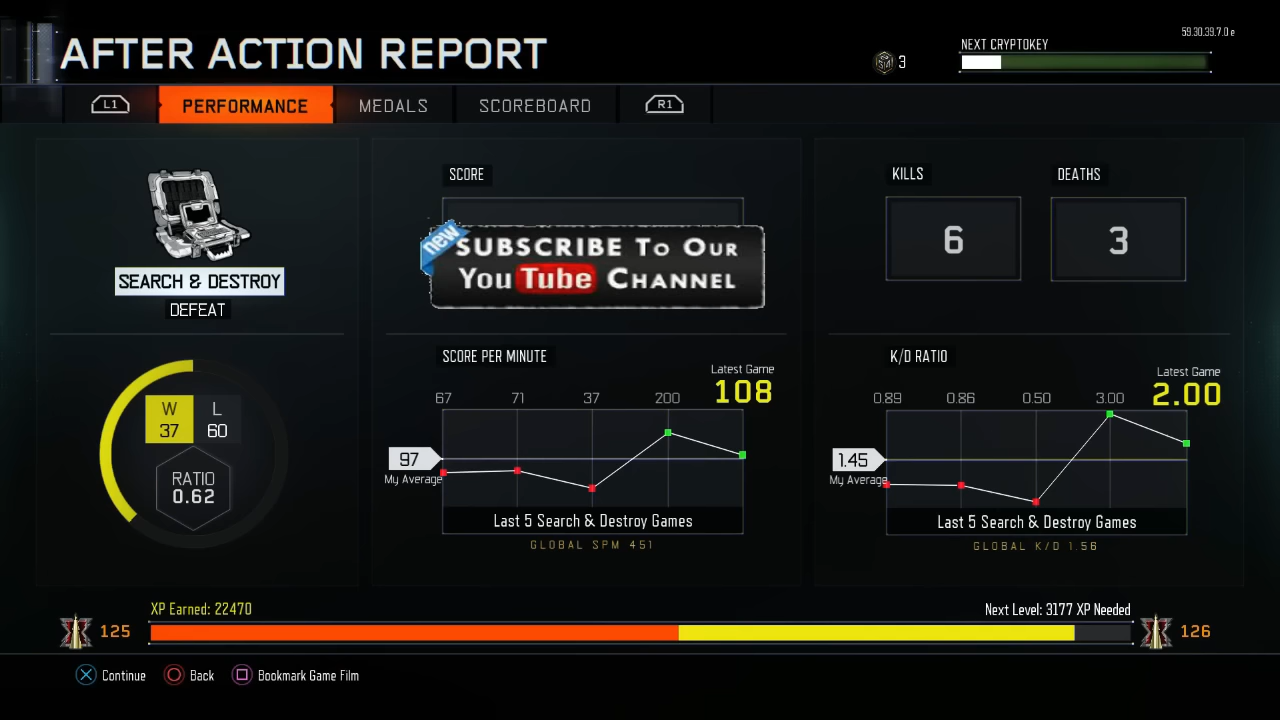 59.30.39.7.0 e
AFTER ACTION REPORT
3
NEXT CRYPTOKEY
L1
PERFORMANCE
MEDALS
SCOREBOARD
R1
SEARCH & DESTROY
DEFEAT
W
37
L
60
RATIO
0.62
SCORE
new
SUBSCRIBE TO OUR
YouTube CHANNEL
SCORE PER MINUTE
Latest Game
108
67 71 37 200
97
My Average
Last 5 Search & Destroy Games
GLOBAL SPM 451
KILLS
6
DEATHS
3
K/D RATIO
Latest Game
2.00
0.89 0.86 0.50 3.00
1.45
My Average
Last 5 Search & Destroy Games
GLOBAL K/D 1.56
XP Earned: 22470
Next Level: 3177 XP Needed
125
126
Continue
Back
Bookmark Game Film